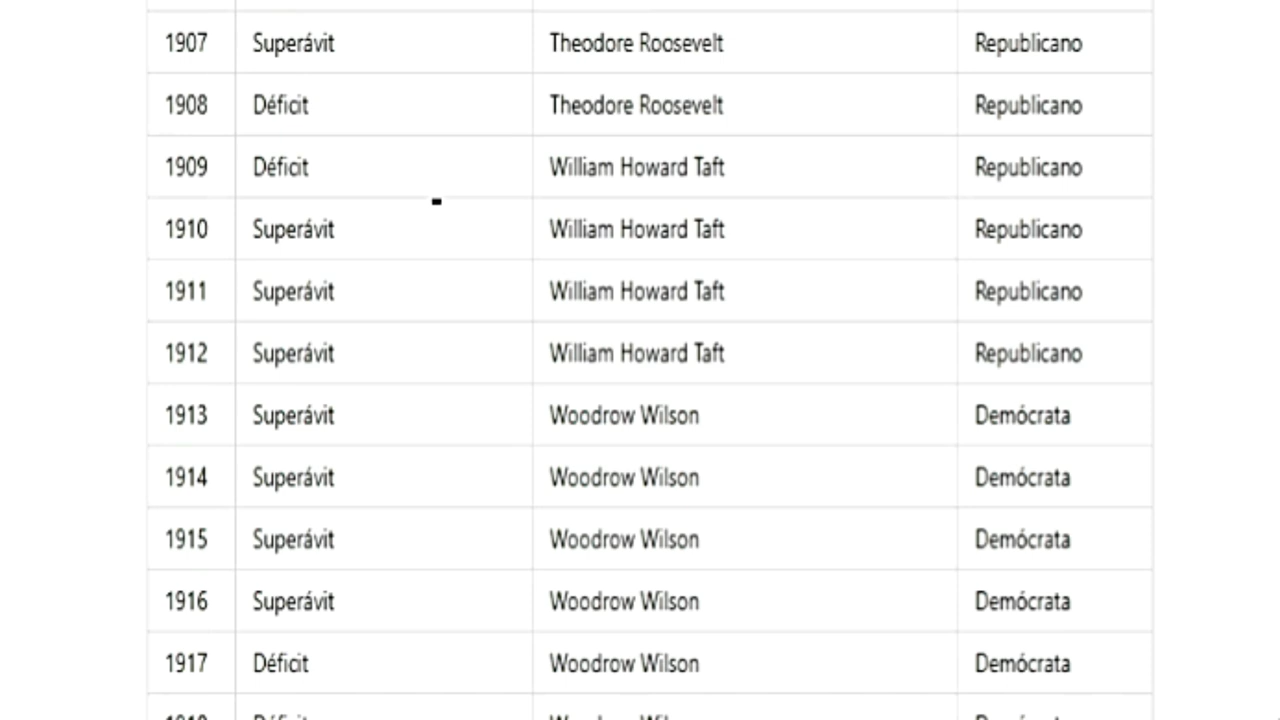 1907 Superávit Theodore Roosevelt Republicano
1908 Déficit Theodore Roosevelt Republicano
1909 Déficit William Howard Taft Republicano
1910 Superávit William Howard Taft Republicano
1911 Superávit William Howard Taft Republicano
1912 Superávit William Howard Taft Republicano
1913 Superávit Woodrow Wilson Demócrata
1914 Superávit Woodrow Wilson Demócrata
1915 Superávit Woodrow Wilson Demócrata
1916 Superávit Woodrow Wilson Demócrata
1917 Déficit Woodrow Wilson Demócrata